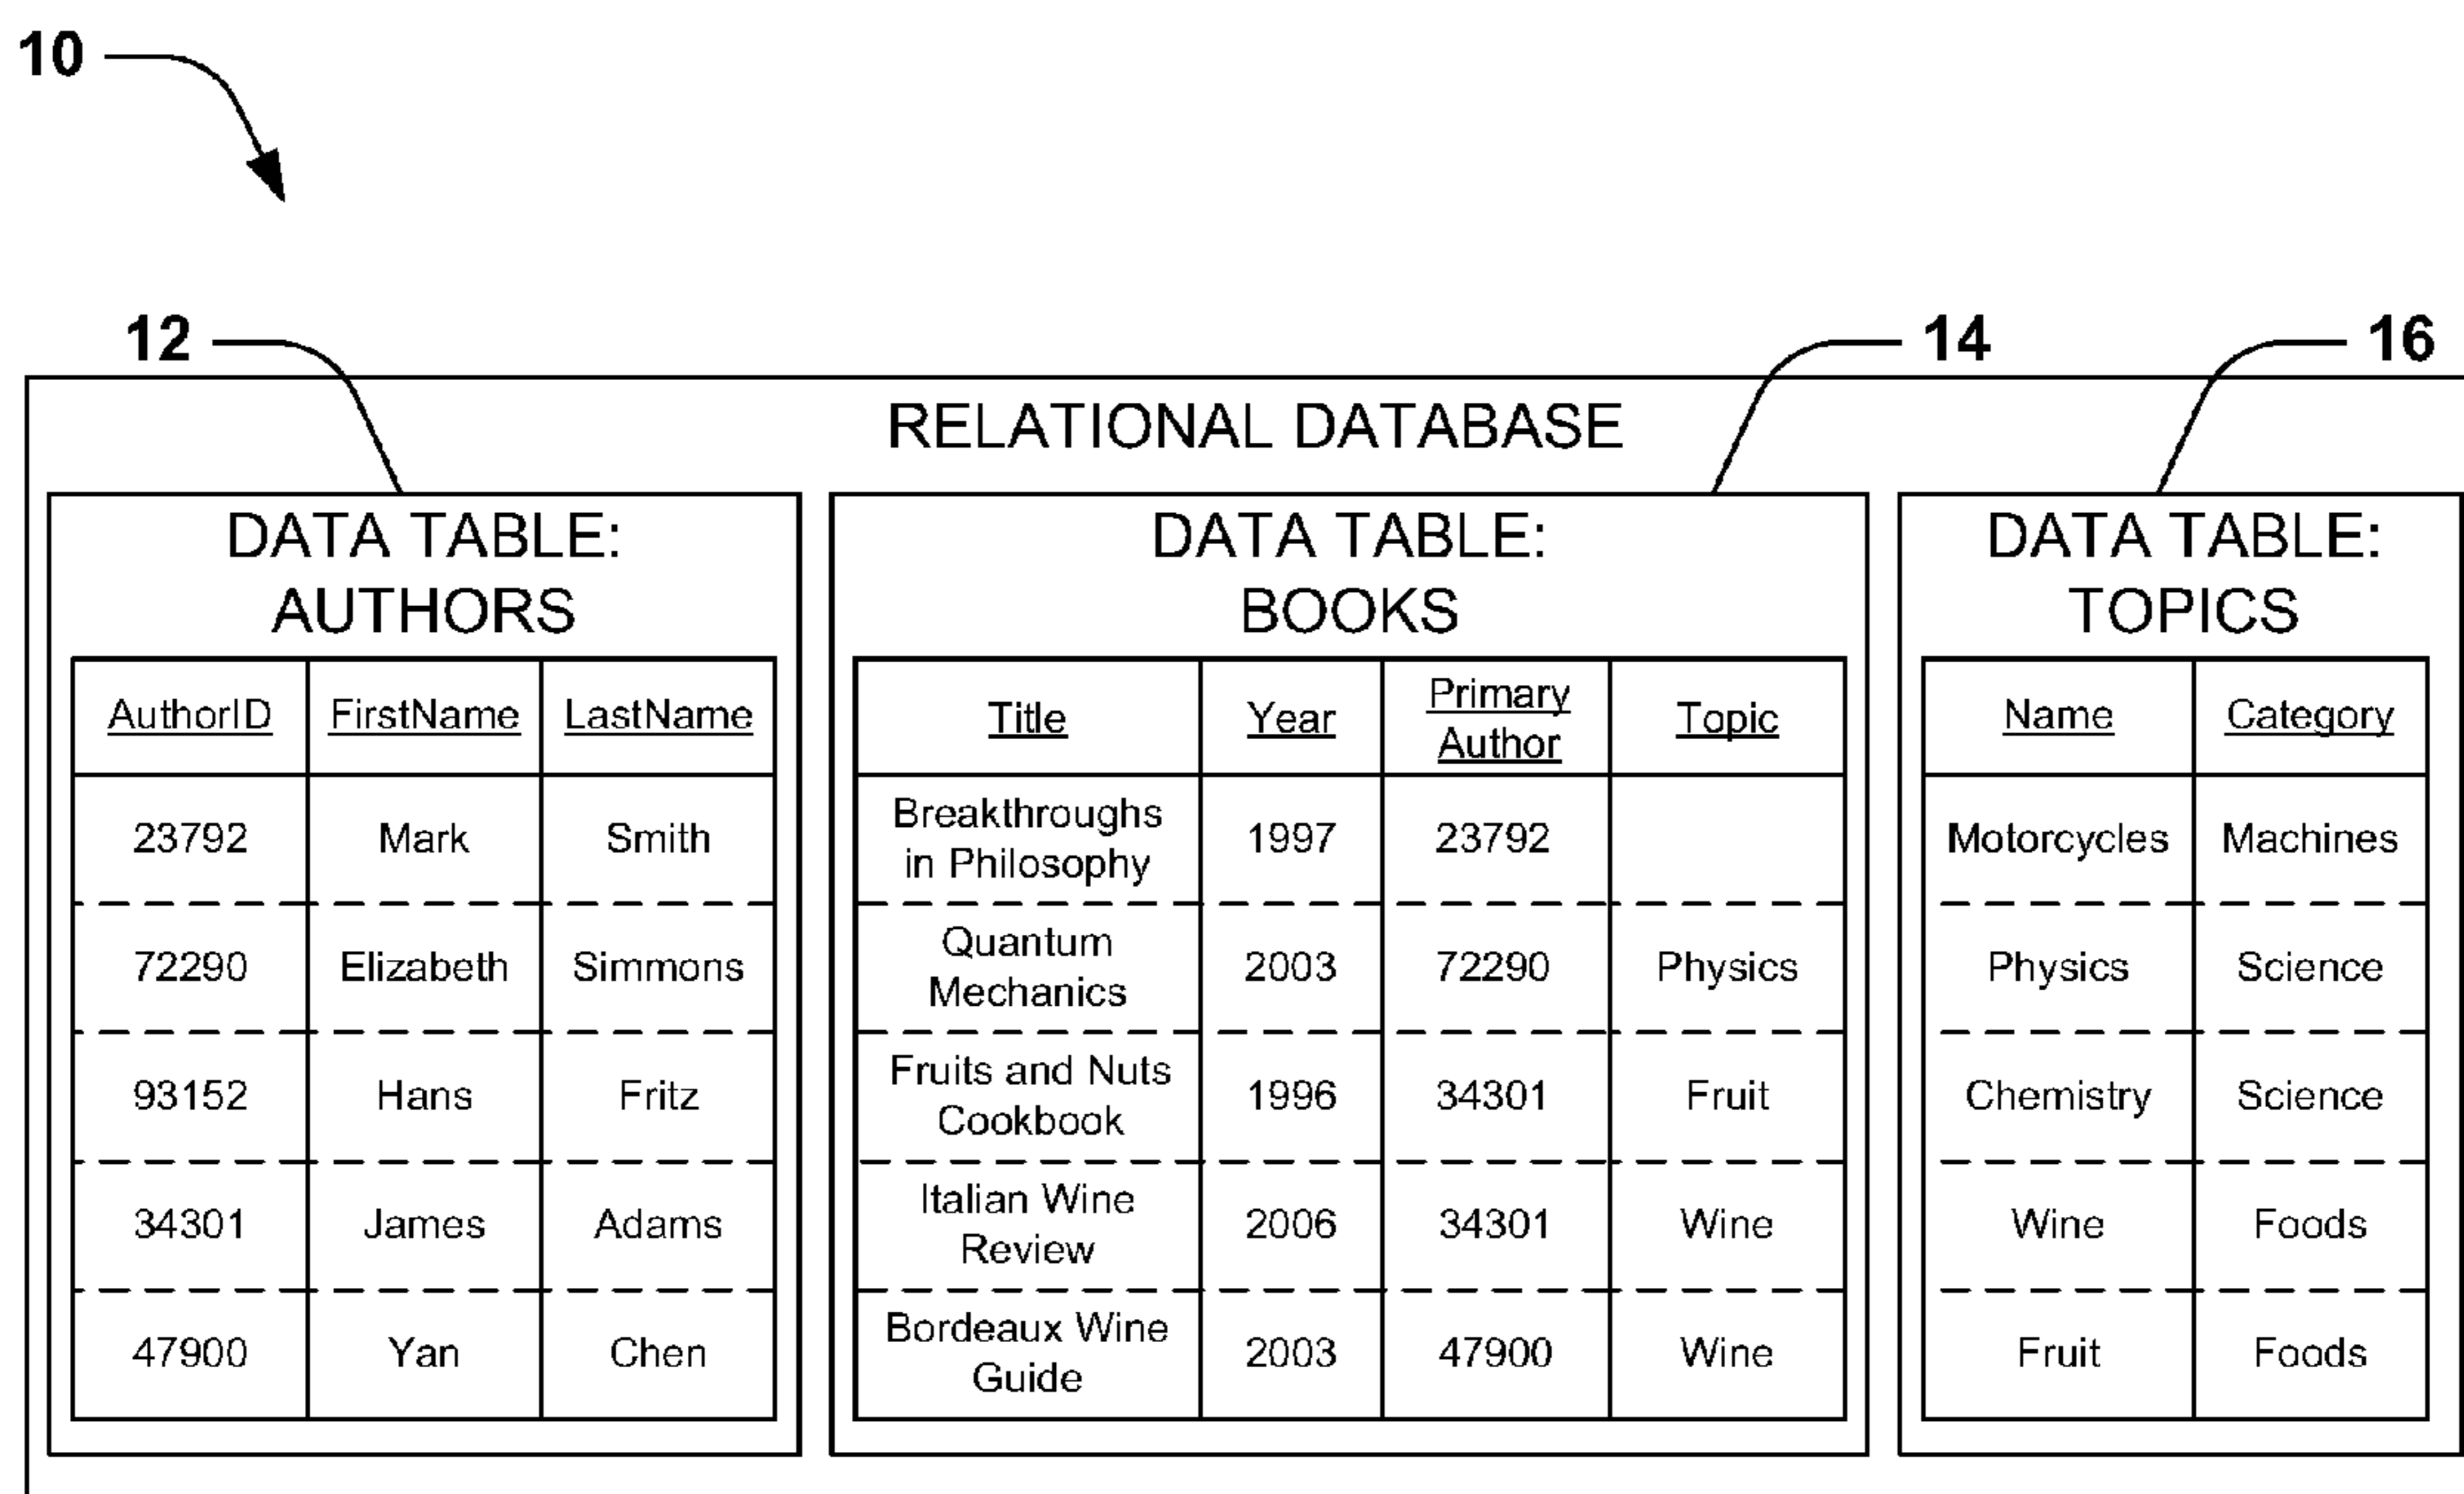 10
12
14
16
RELATIONAL DATABASE
DATA TABLE:
AUTHORS
AuthorID FirstName LastName
23792 Mark Smith
72290 Elizabeth Simmons
93152 Hans Fritz
34301 James Adams
47900 Yan Chen
DATA TABLE:
BOOKS
Title Year Primary
Author Topic
Breakthroughs
in Philosophy 1997 23792
Quantum
Mechanics 2003 72290 Physics
Fruits and Nuts
Cookbook 1996 34301 Fruit
Italian Wine
Review 2006 34301 Wine
Bordeaux Wine
Guide 2003 47900 Wine
DATA TABLE:
TOPICS
Name Category
Motorcycles Machines
Physics Science
Chemistry Science
Wine Foods
Fruit Foods